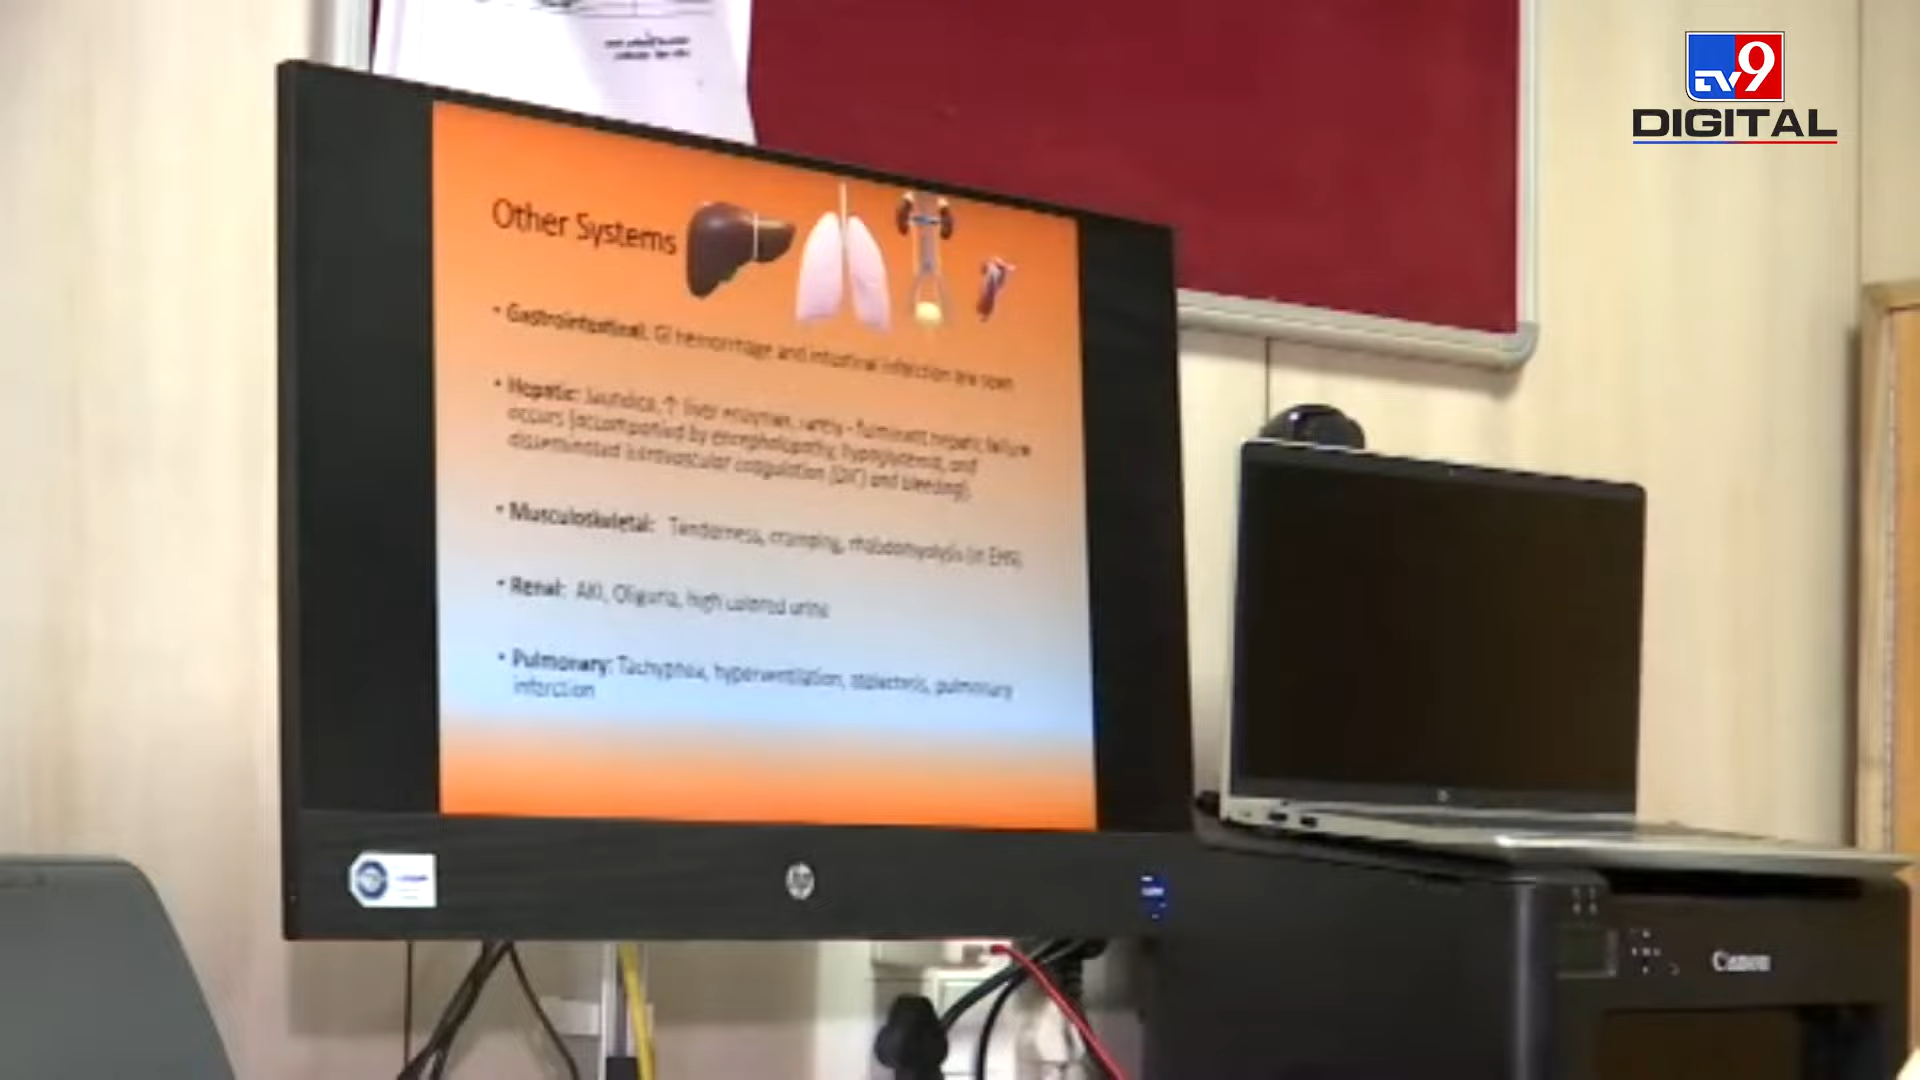 TV9
DIGITAL
Other Systems
• Gastrointestinal: GI hemorrhage and intestinal infarction are seen
• Hepatic: Jaundice, ↑ liver enzymes, rarely - fulminant hepatic failure
occurs (accompanied by encephalopathy, hypoglycemia, and
disseminated intravascular coagulation (DIC) and bleeding).
• Musculoskeletal: Tenderness, cramping, rhabdomyolysis (in EHS)
• Renal: AKI, Oliguria, high colored urine
• Pulmonary: Tachypnea, hyperventilation, atelectasis, pulmonary
infarction
hp
Canon